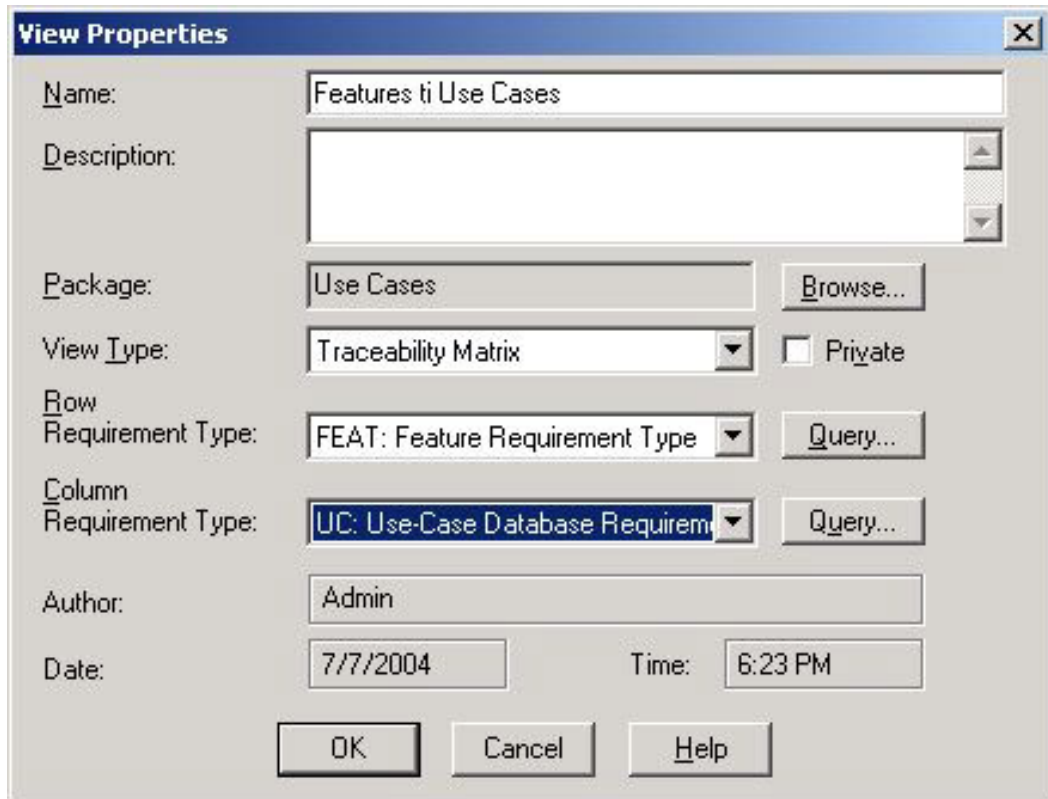 View Properties
Name: Features ti Use Cases
Description:
Package: Use Cases Browse...
View Type: Traceability Matrix Private
Row
Requirement Type: FEAT: Feature Requirement Type Query...
Column
Requirement Type: UC: Use-Case Database Requirem Query...
Author: Admin
Date: 7/7/2004 Time: 6:23 PM
OK Cancel Help